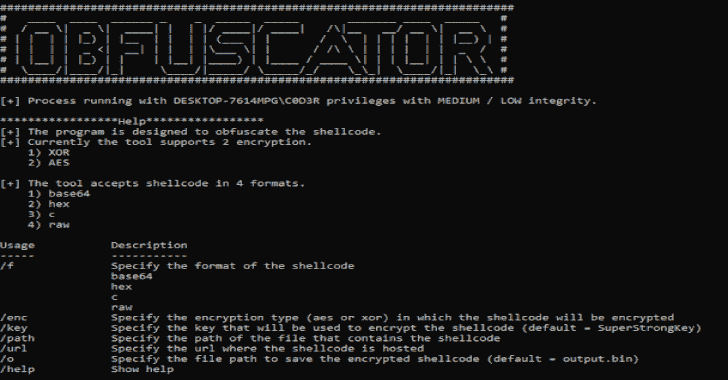 OBFUSCATOR
[+] Process running with DESKTOP-7614MPG\C0D3R privileges with MEDIUM / LOW integrity.
*****************Help*****************
[+] The program is designed to obfuscate the shellcode.
[+] Currently the tool supports 2 encryption.
1) XOR
2) AES
[+] The tool accepts shellcode in 4 formats.
1) base64
2) hex
3) c
4) raw
Usage Description
----- -----------
/f Specify the format of the shellcode
base64
hex
c
raw
/enc Specify the encryption type (aes or xor) in which the shellcode will be encrypted
/key Specify the key that will be used to encrypt the shellcode (default = SuperStrongKey)
/path Specify the path of the file that contains the shellcode
/url Specify the url where the shellcode is hosted
/o Specify the file path to save the encrypted shellcode (default = output.bin)
/help Show help